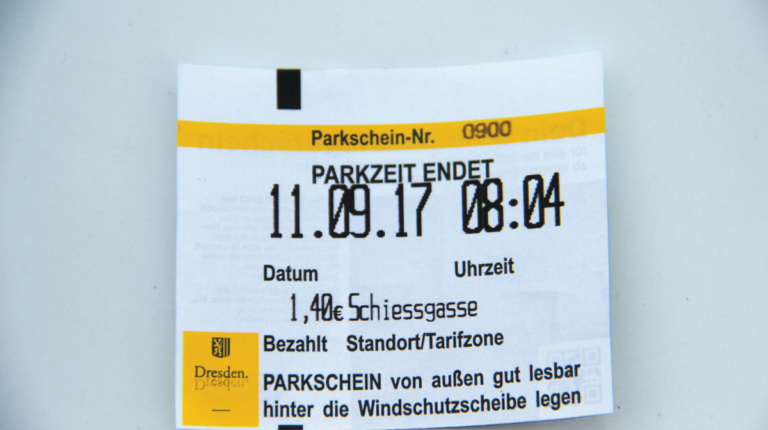 Parkschein-Nr. 0900
PARKZEIT ENDET
11.09.17 08:04
Datum Uhrzeit
1,40€ Schiessgasse
Bezahlt Standort/Tarifzone
Dresden.
PARKSCHEIN von außen gut lesbar
hinter die Windschutzscheibe legen